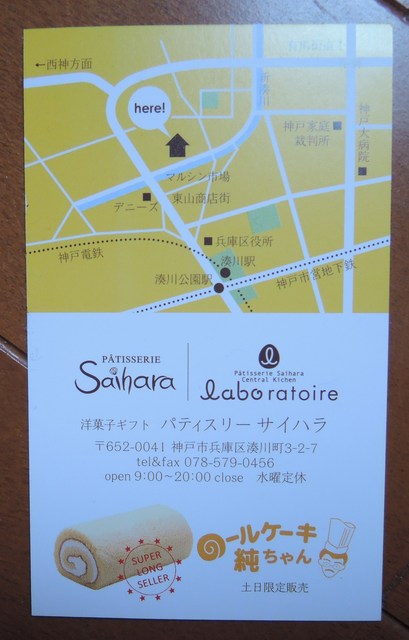 ←西神方面
有馬街道↑
here!
神戸家庭
裁判所
神戸大病院
マルシン市場
東山商店街
デニーズ
兵庫区役所
湊川駅
神戸電鉄
湊川公園駅
神戸市営地下鉄
PÂTISSERIE
Saihara
Pâtisserie Saihara
Central Kichen
laboratoire
洋菓子ギフト パティスリー サイハラ
〒652-0041 神戸市兵庫区湊川町3-2-7
tel&fax 078-579-0456
open 9:00~20:00 close 水曜定休
SUPER
LONG
SELLER
ロールケーキ
純ちゃん
土日限定販売